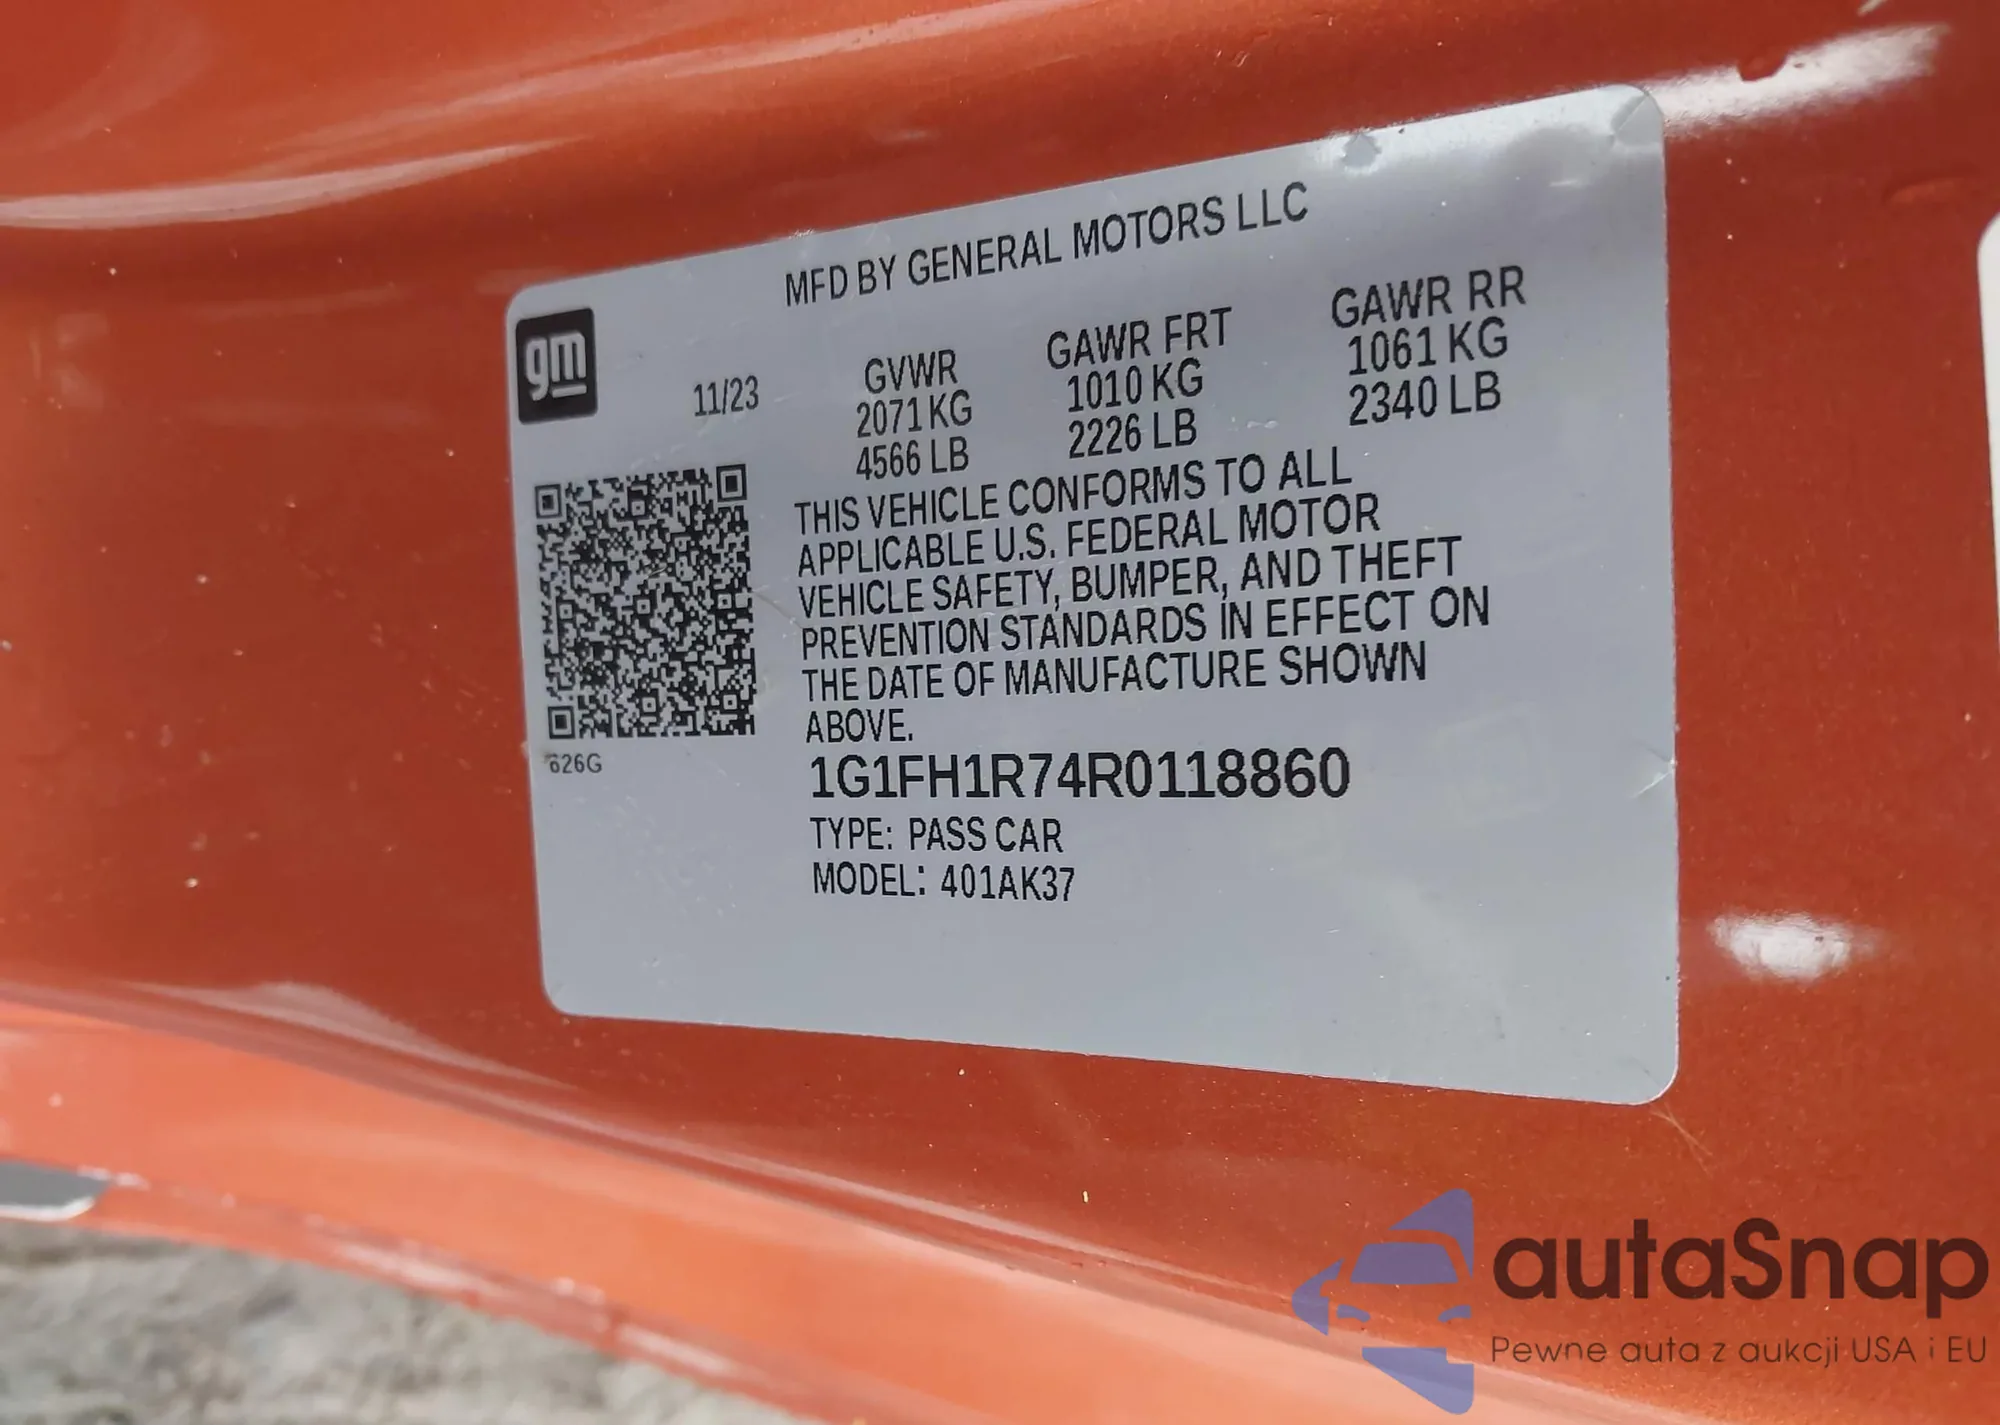 MFD BY GENERAL MOTORS LLC
gm
11/23
GVWR
2071 KG
4566 LB
GAWR FRT
1010 KG
2226 LB
GAWR RR
1061 KG
2340 LB
THIS VEHICLE CONFORMS TO ALL
APPLICABLE U.S. FEDERAL MOTOR
VEHICLE SAFETY, BUMPER, AND THEFT
PREVENTION STANDARDS IN EFFECT ON
THE DATE OF MANUFACTURE SHOWN
ABOVE.
626G
1G1FH1R74R0118860
TYPE: PASS CAR
MODEL: 401AK37
autaSnap
Pewne auta z aukcji USA i EU